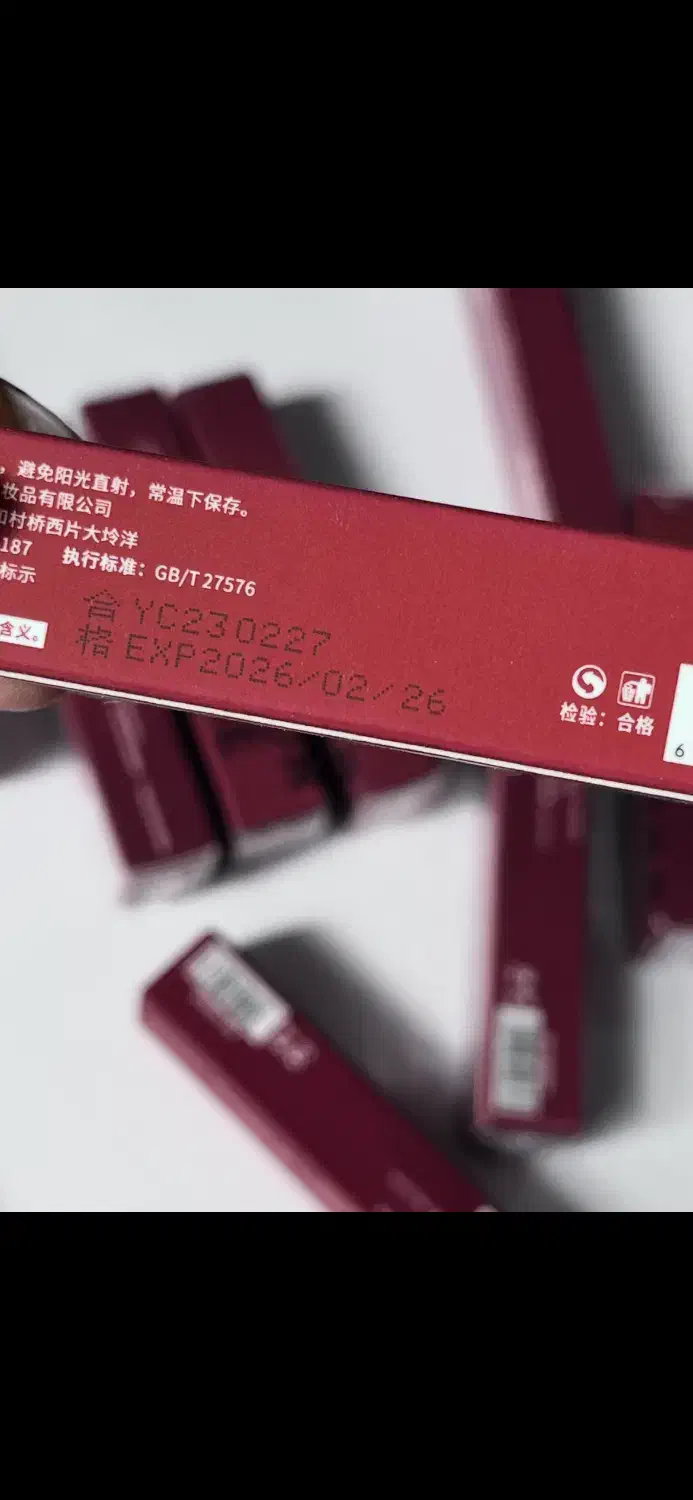 ，避免阳光直射，常温下保存。
妆品有限公司
和村桥西片大坽洋
187 执行标准：GB/T 27576
标示
含义。
合 YC230227
格 EXP2026/02/26
检验：合格
6